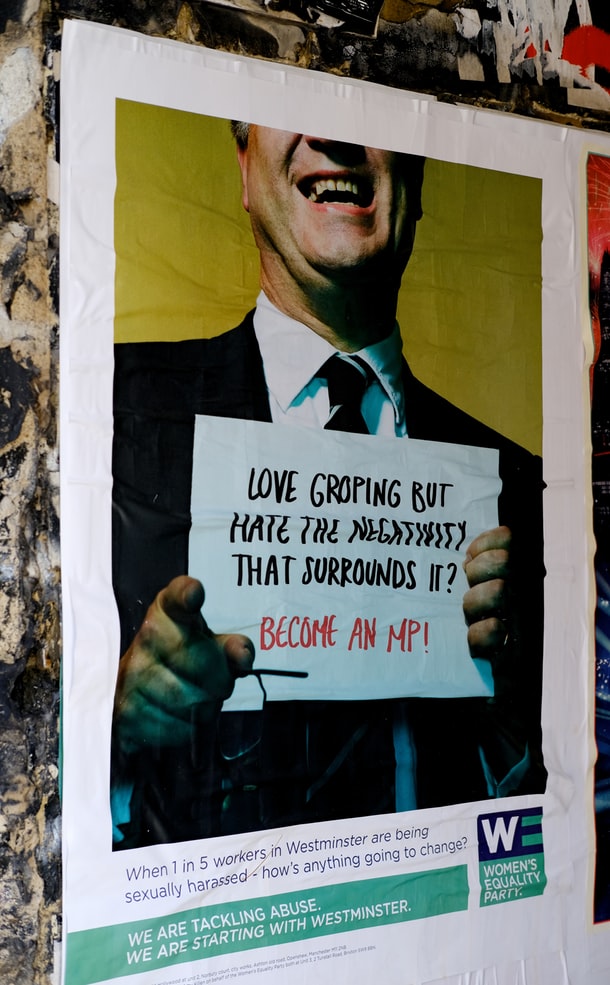 LOVE GROPING BUT
HATE THE NEGATIVITY
THAT SURROUNDS IT?
BECOME AN MP!
When 1 in 5 workers in Westminster are being
sexually harassed - how's anything going to change?
WE
WOMEN'S
EQUALITY
PARTY.
WE ARE TACKLING ABUSE.
WE ARE STARTING WITH WESTMINSTER.